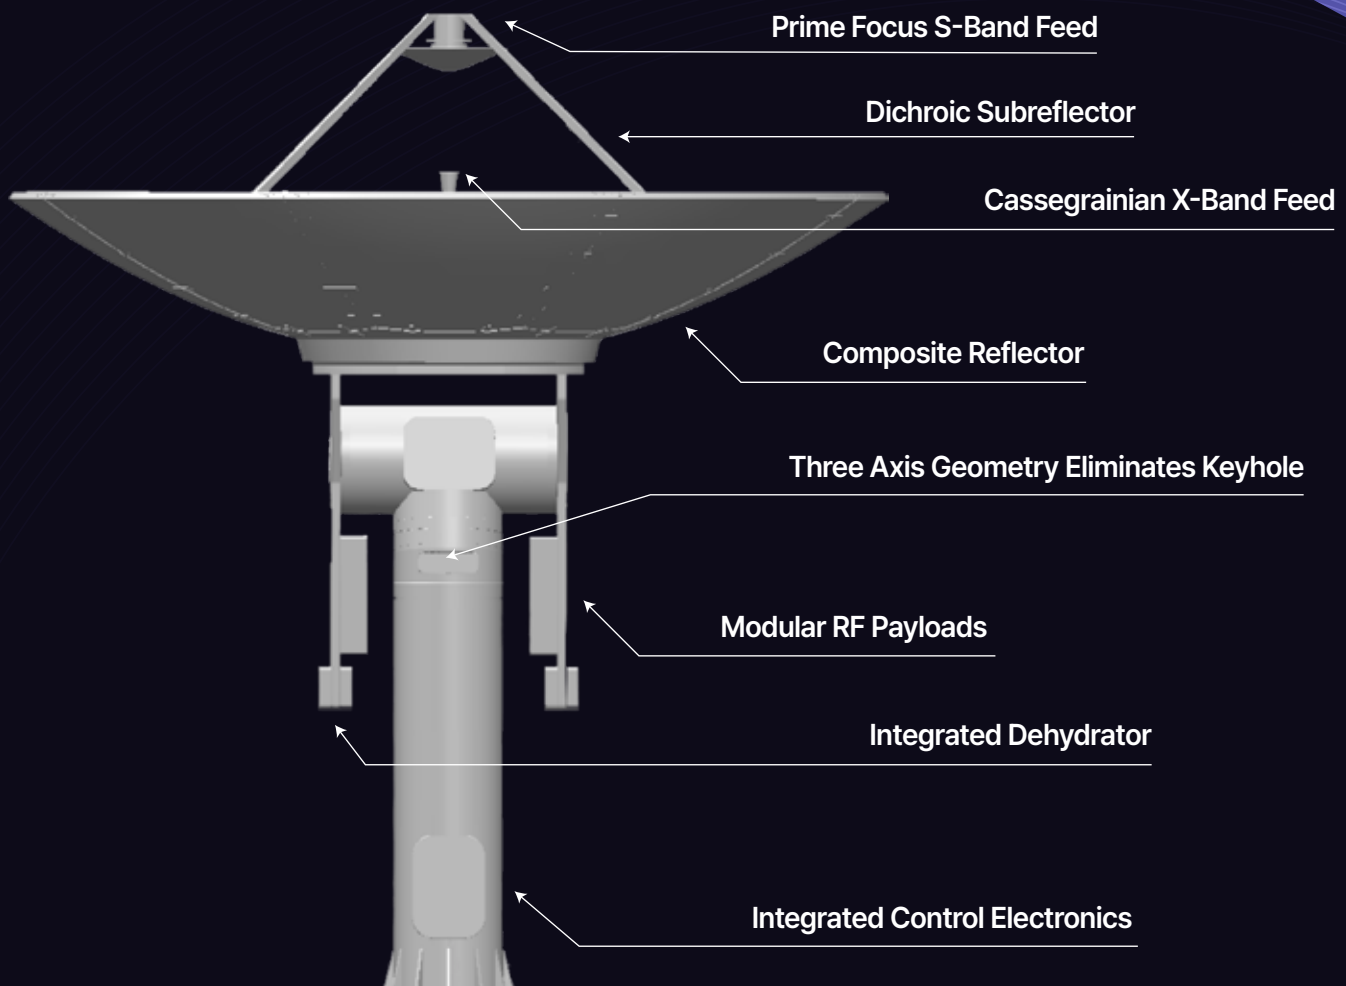 Prime Focus S-Band Feed
Dichroic Subreflector
Cassegrainian X-Band Feed
Composite Reflector
Three Axis Geometry Eliminates Keyhole
Modular RF Payloads
Integrated Dehydrator
Integrated Control Electronics